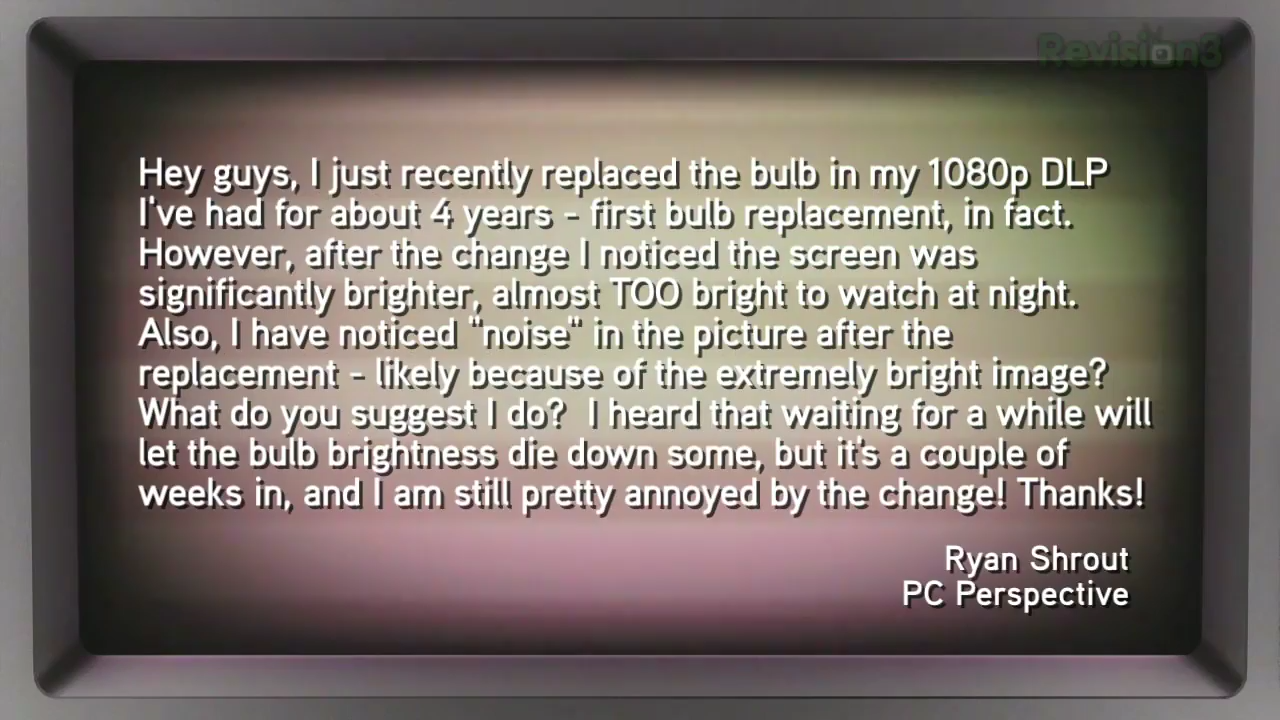 Revision3
Hey guys, I just recently replaced the bulb in my 1080p DLP
I've had for about 4 years - first bulb replacement, in fact.
However, after the change I noticed the screen was
significantly brighter, almost TOO bright to watch at night.
Also, I have noticed "noise" in the picture after the
replacement - likely because of the extremely bright image?
What do you suggest I do?  I heard that waiting for a while will
let the bulb brightness die down some, but it's a couple of
weeks in, and I am still pretty annoyed by the change! Thanks!
Ryan Shrout
PC Perspective